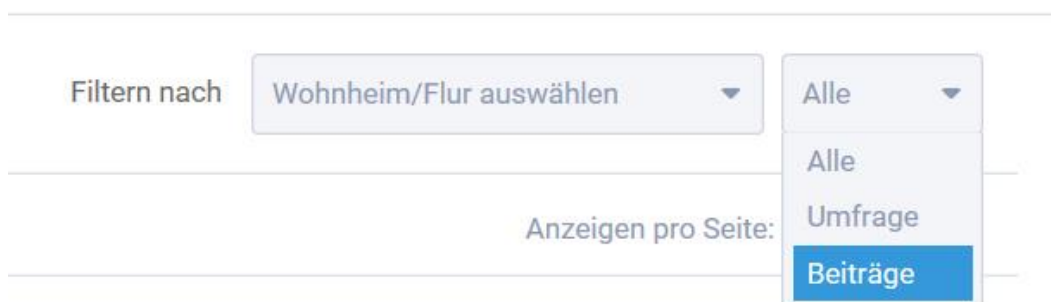 Filtern nach Wohnheim/Flur auswählen Alle
Alle
Umfrage
Anzeigen pro Seite:
Beiträge